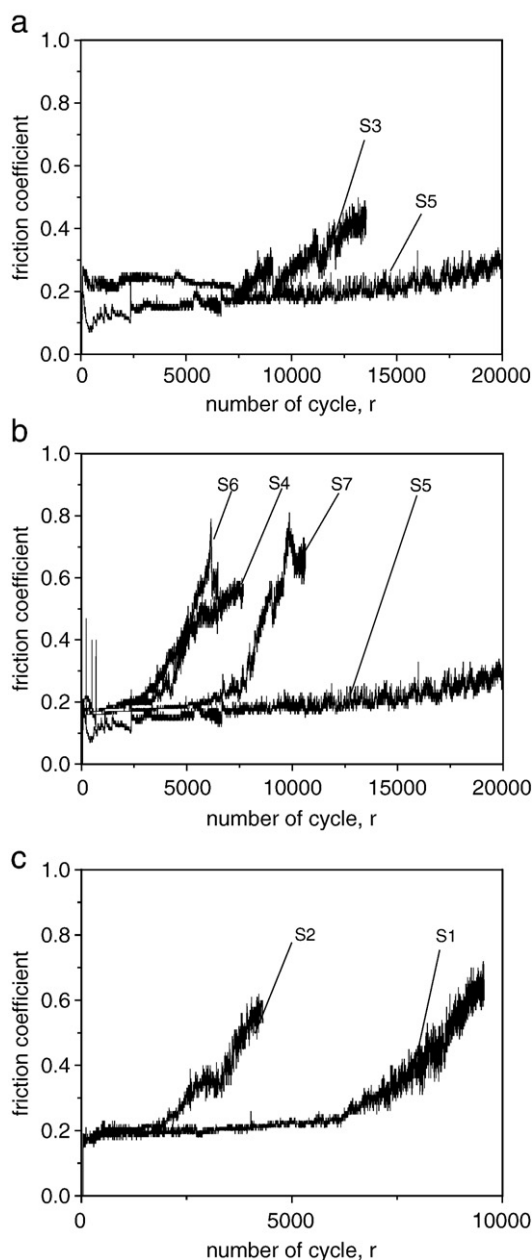 a
1.0
0.8
0.6
0.4
0.2
0.0
friction coefficient
S3
S5
0 5000 10000 15000 20000
number of cycle, r
b
1.0
0.8
0.6
0.4
0.2
0.0
friction coefficient
S6 S4 S7 S5
0 5000 10000 15000 20000
number of cycle, r
c
1.0
0.8
0.6
0.4
0.2
0.0
friction coefficient
S2 S1
0 5000 10000
number of cycle, r